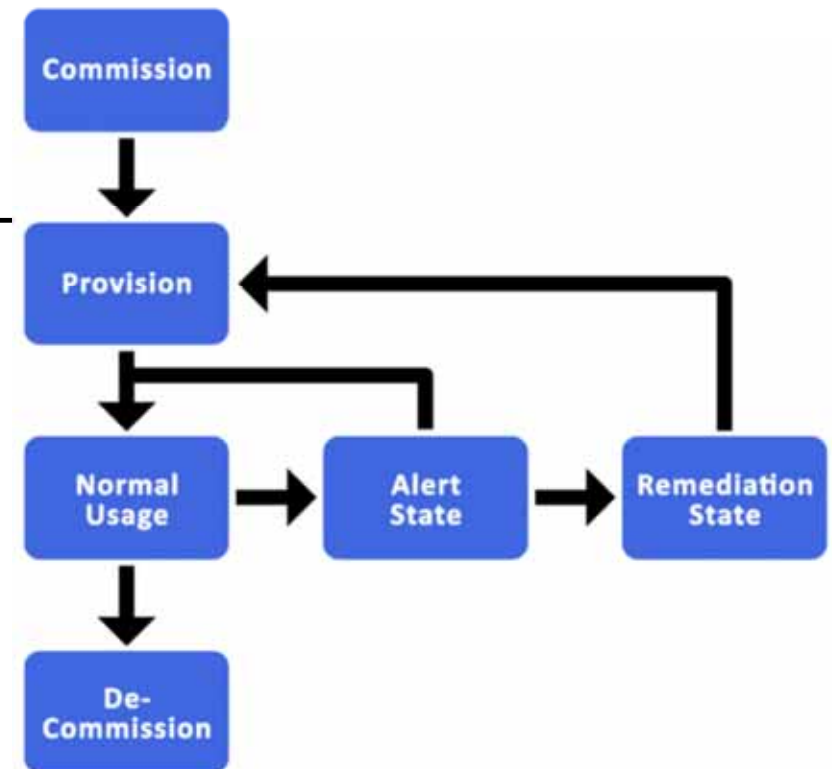 Commission
Provision
Normal
Usage
Alert
State
Remediation
State
De-
Commission